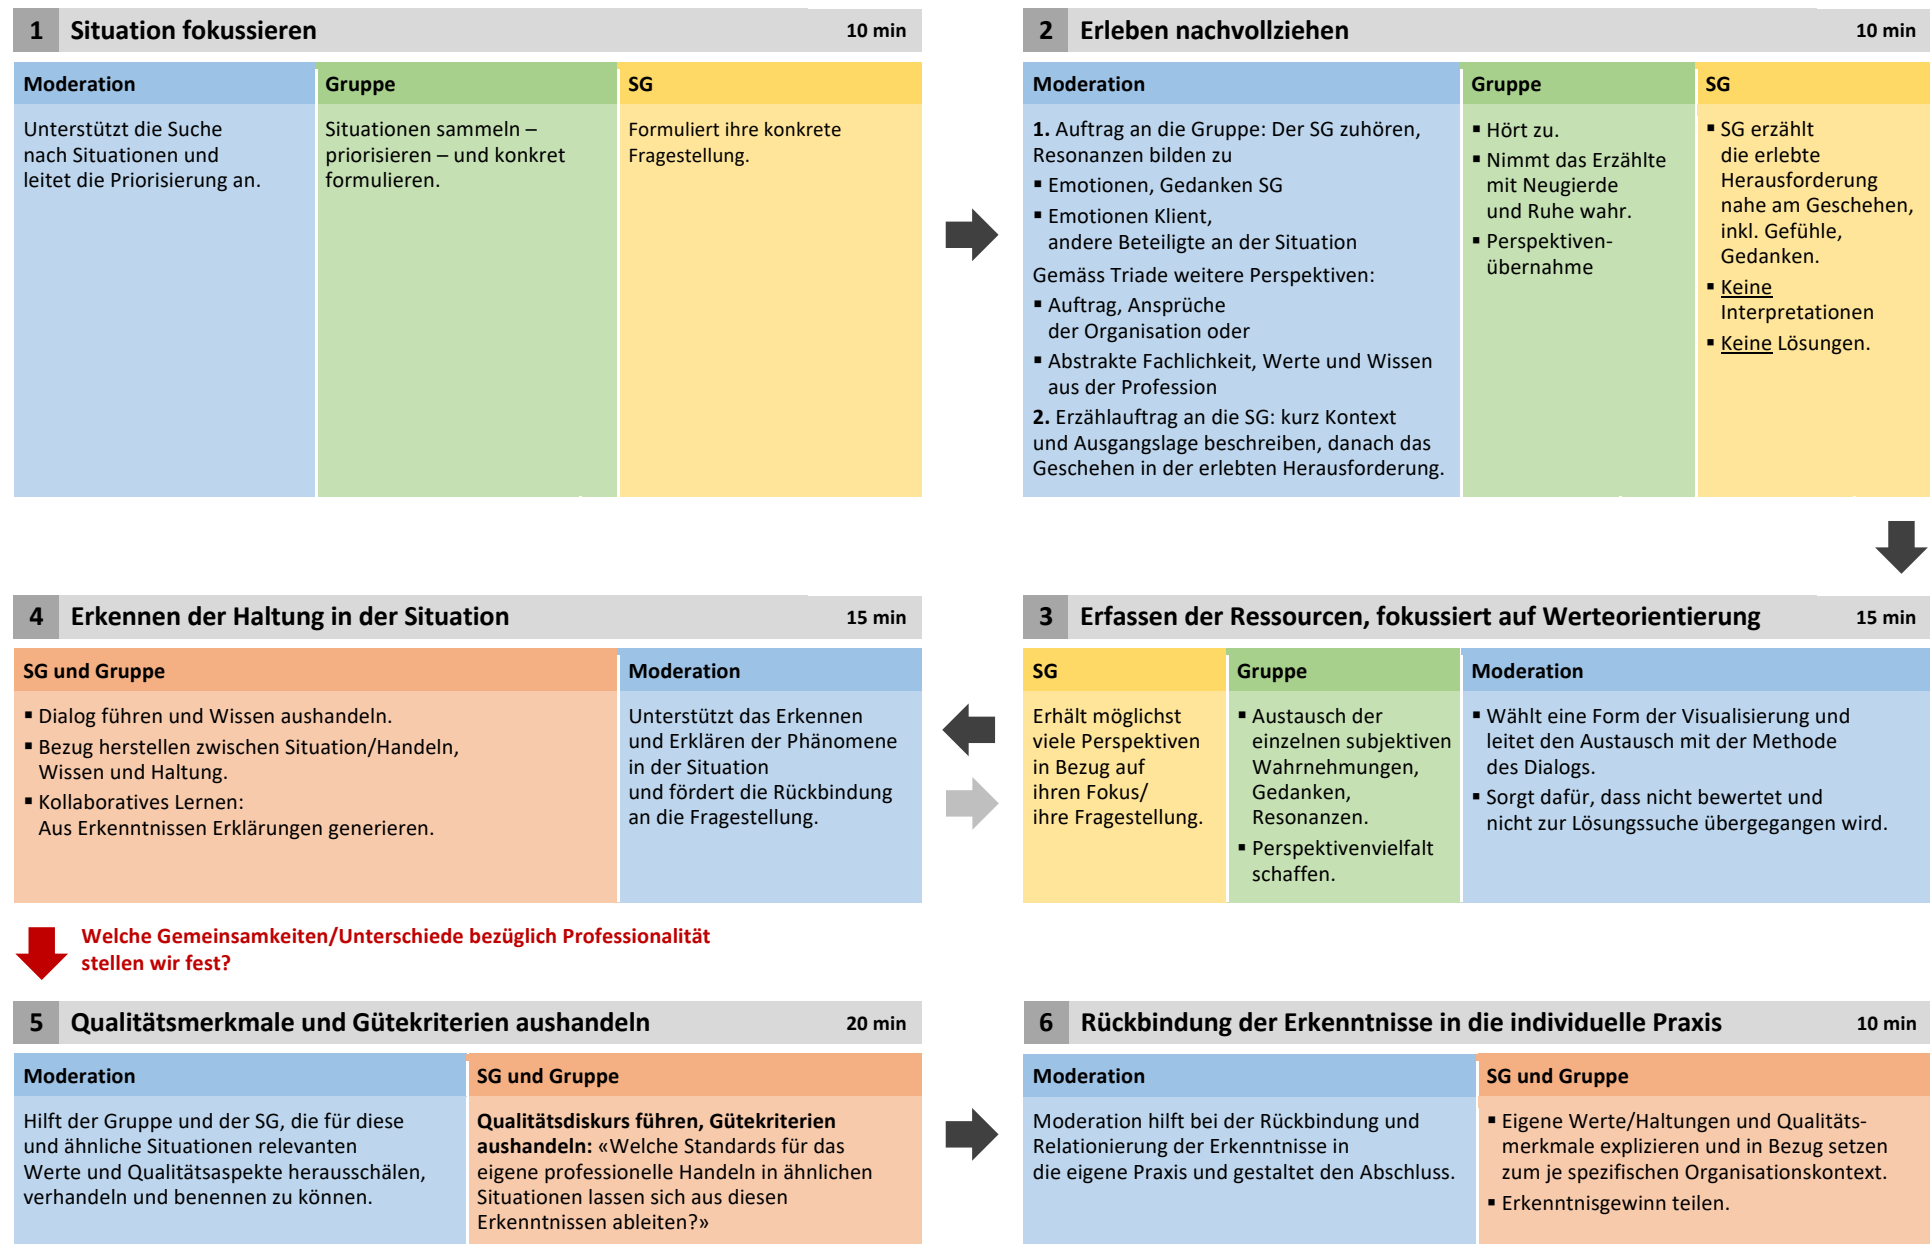 1 Situation fokussieren 10 min
Moderation
Unterstützt die Suche
nach Situationen und
leitet die Priorisierung an.
Gruppe
Situationen sammeln –
priorisieren – und konkret
formulieren.
SG
Formuliert ihre konkrete
Fragestellung.
2 Erleben nachvollziehen 10 min
Moderation
1. Auftrag an die Gruppe: Der SG zuhören,
Resonanzen bilden zu
▪ Emotionen, Gedanken SG
▪ Emotionen Klient,
andere Beteiligte an der Situation
Gemäss Triade weitere Perspektiven:
▪ Auftrag, Ansprüche
der Organisation oder
▪ Abstrakte Fachlichkeit, Werte und Wissen
aus der Profession
2. Erzählauftrag an die SG: kurz Kontext
und Ausgangslage beschreiben, danach das
Geschehen in der erlebten Herausforderung.
Gruppe
▪ Hört zu.
▪ Nimmt das Erzählte
mit Neugierde
und Ruhe wahr.
▪ Perspektiven-
übernahme
SG
▪ SG erzählt
die erlebte
Herausforderung
nahe am Geschehen,
inkl. Gefühle,
Gedanken.
▪ Keine
Interpretationen
▪ Keine Lösungen.
3 Erfassen der Ressourcen, fokussiert auf Werteorientierung 15 min
SG
Erhält möglichst
viele Perspektiven
in Bezug auf
ihren Fokus/
ihre Fragestellung.
Gruppe
▪ Austausch der
einzelnen subjektiven
Wahrnehmungen,
Gedanken,
Resonanzen.
▪ Perspektivenvielfalt
schaffen.
Moderation
▪ Wählt eine Form der Visualisierung und
leitet den Austausch mit der Methode
des Dialogs.
▪ Sorgt dafür, dass nicht bewertet und
nicht zur Lösungssuche übergegangen wird.
4 Erkennen der Haltung in der Situation 15 min
SG und Gruppe
▪ Dialog führen und Wissen aushandeln.
▪ Bezug herstellen zwischen Situation/Handeln,
Wissen und Haltung.
▪ Kollaboratives Lernen:
Aus Erkenntnissen Erklärungen generieren.
Moderation
Unterstützt das Erkennen
und Erklären der Phänomene
in der Situation
und fördert die Rückbindung
an die Fragestellung.
Welche Gemeinsamkeiten/Unterschiede bezüglich Professionalität
stellen wir fest?
5 Qualitätsmerkmale und Gütekriterien aushandeln 20 min
Moderation
Hilft der Gruppe und der SG, die für diese
und ähnliche Situationen relevanten
Werte und Qualitätsaspekte herausschälen,
verhandeln und benennen zu können.
SG und Gruppe
Qualitätsdiskurs führen, Gütekriterien
aushandeln: «Welche Standards für das
eigene professionelle Handeln in ähnlichen
Situationen lassen sich aus diesen
Erkenntnissen ableiten?»
6 Rückbindung der Erkenntnisse in die individuelle Praxis 10 min
Moderation
Moderation hilft bei der Rückbindung und
Relationierung der Erkenntnisse in
die eigene Praxis und gestaltet den Abschluss.
SG und Gruppe
▪ Eigene Werte/Haltungen und Qualitäts-
merkmale explizieren und in Bezug setzen
zum je spezifischen Organisationskontext.
▪ Erkenntnisgewinn teilen.